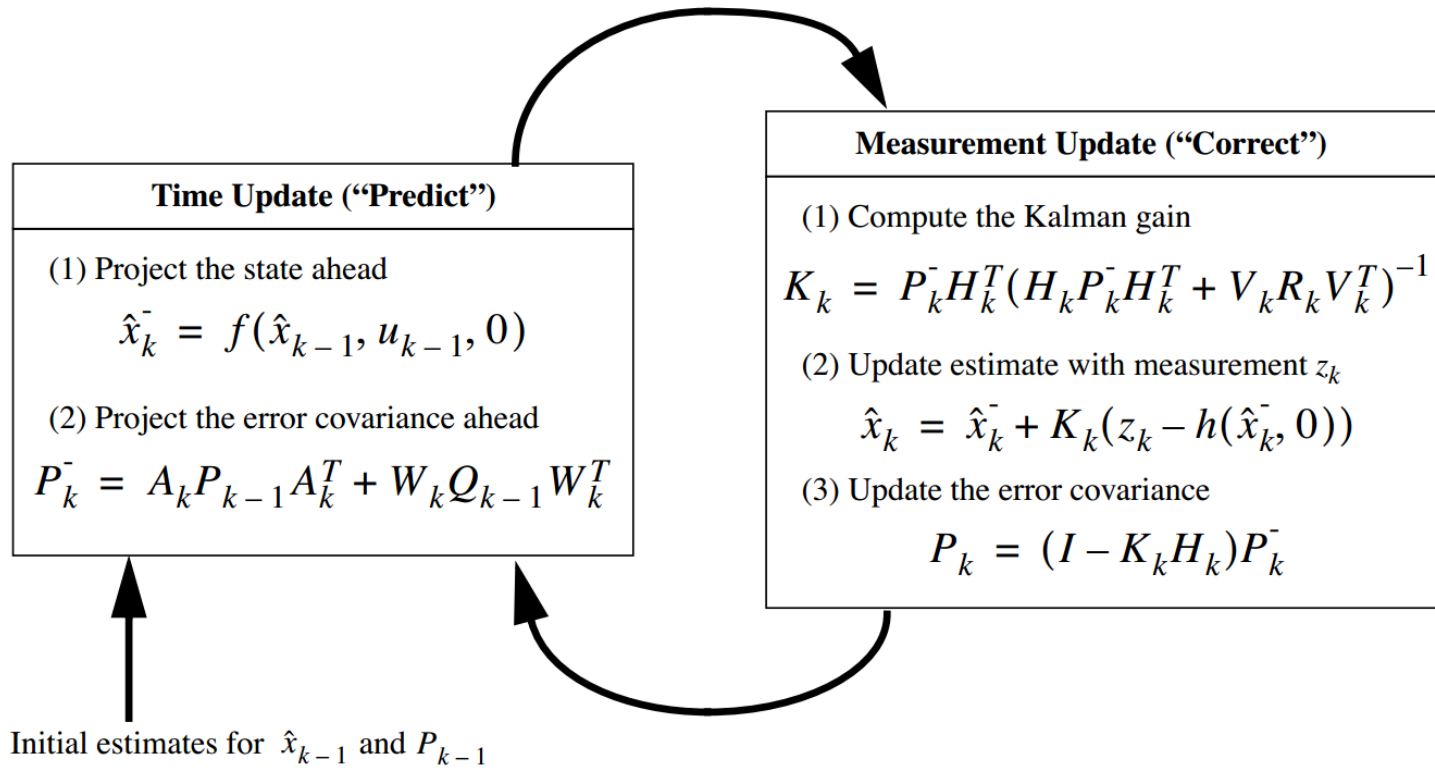 Time Update (“Predict”)
(1) Project the state ahead
x̂ₖ⁻ = f(x̂ₖ₋₁, uₖ₋₁, 0)
(2) Project the error covariance ahead
Pₖ⁻ = AₖPₖ₋₁Aₖᵀ + WₖQₖ₋₁Wₖᵀ
Measurement Update (“Correct”)
(1) Compute the Kalman gain
Kₖ = Pₖ⁻Hₖᵀ(HₖPₖ⁻Hₖᵀ + VₖRₖVₖᵀ)⁻¹
(2) Update estimate with measurement zₖ
x̂ₖ = x̂ₖ⁻ + Kₖ(zₖ – h(x̂ₖ⁻, 0))
(3) Update the error covariance
Pₖ = (I – KₖHₖ)Pₖ⁻
Initial estimates for x̂ₖ₋₁ and Pₖ₋₁